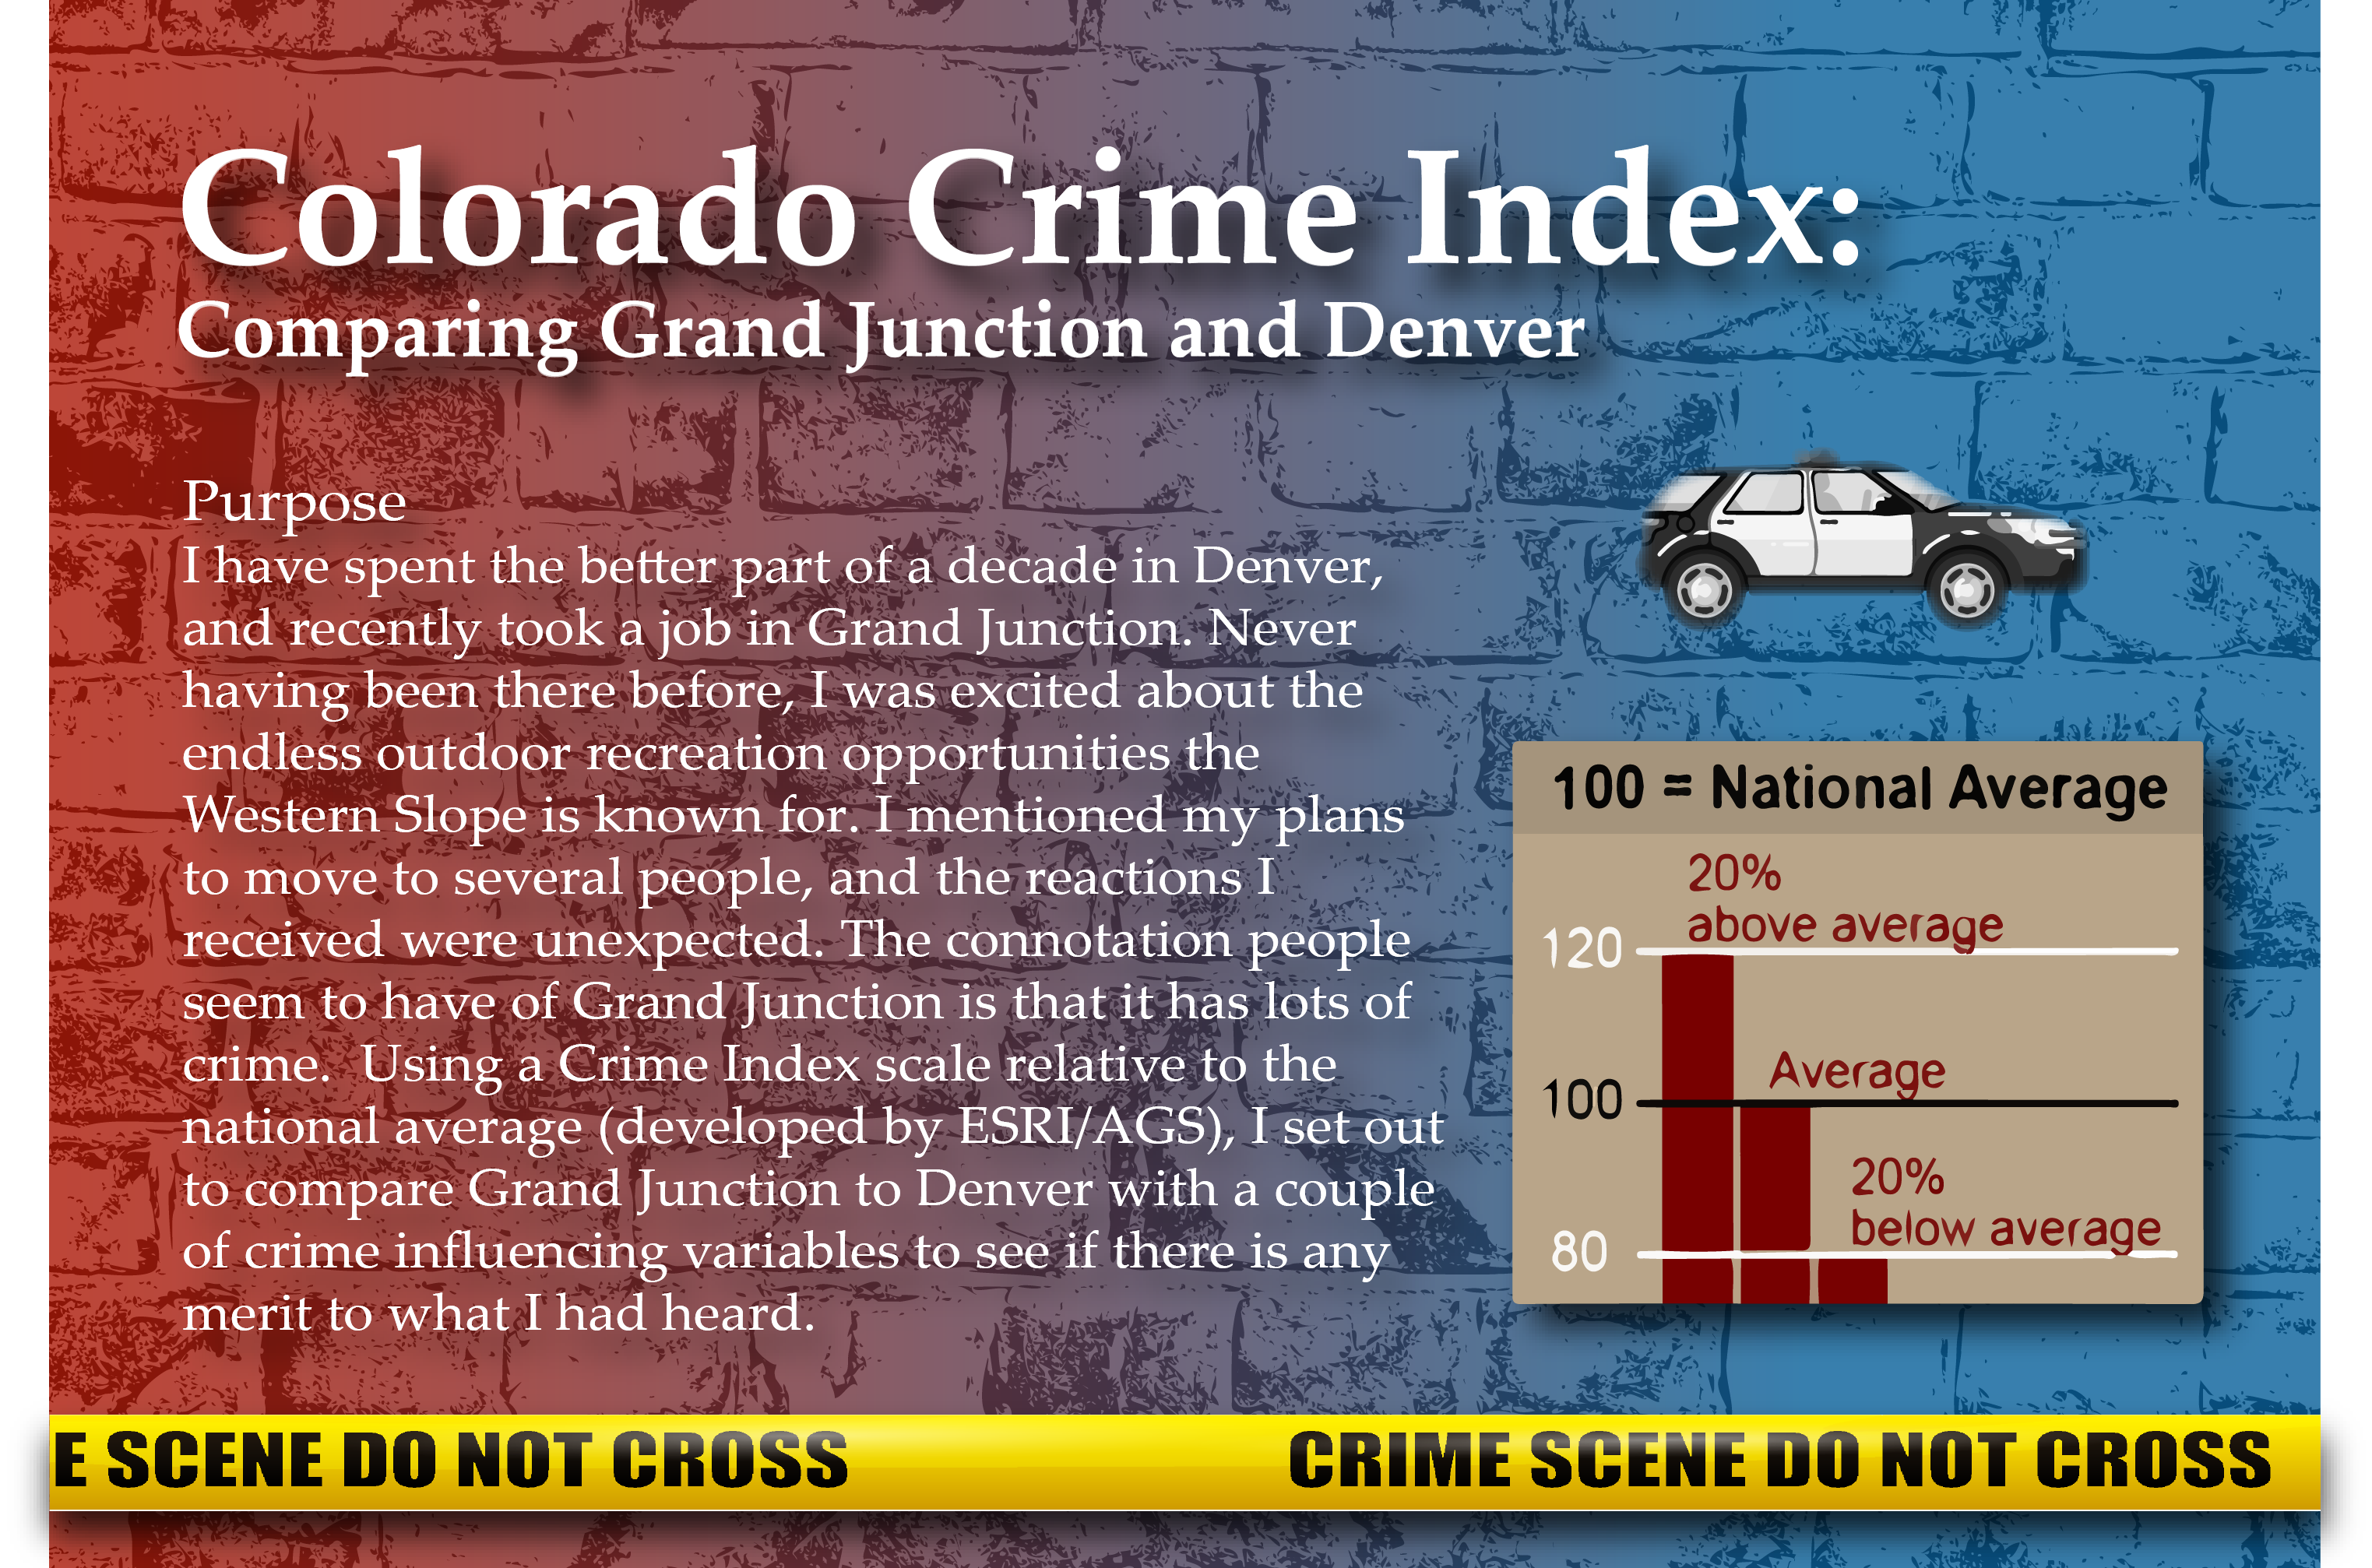 Colorado Crime Index:
Comparing Grand Junction and Denver
Purpose
I have spent the better part of a decade in Denver,
and recently took a job in Grand Junction. Never
having been there before, I was excited about the
endless outdoor recreation opportunities the
Western Slope is known for. I mentioned my plans
to move to several people, and the reactions I
received were unexpected. The connotation people
seem to have of Grand Junction is that it has lots of
crime.  Using a Crime Index scale relative to the
national average (developed by ESRI/AGS), I set out
to compare Grand Junction to Denver with a couple
of crime influencing variables to see if there is any
merit to what I had heard.
100 = National Average
20%
above average
120
Average
100
20%
below average
80
E SCENE DO NOT CROSS
CRIME SCENE DO NOT CROSS